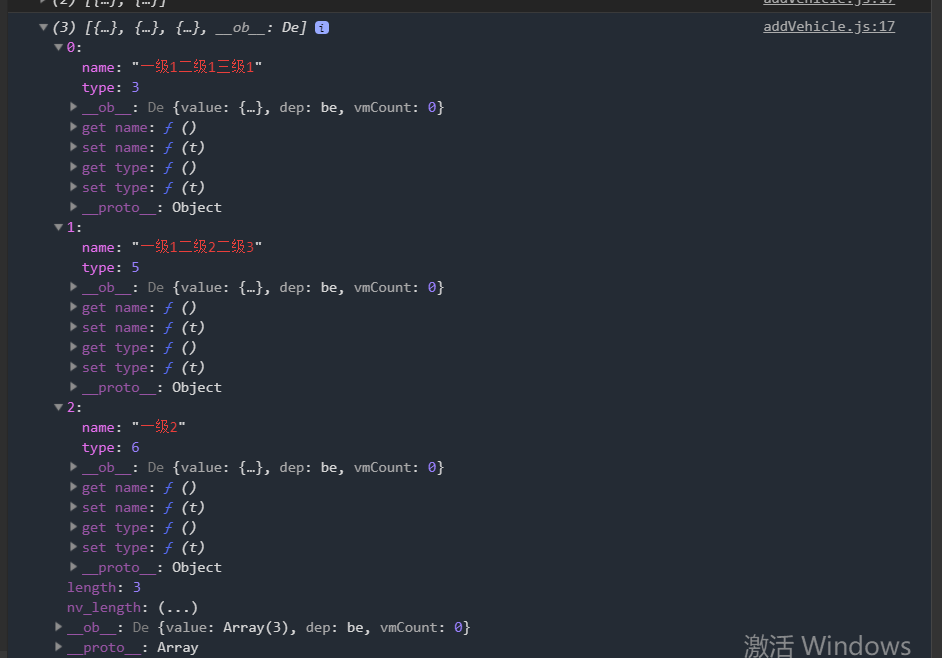 (2) [{…}, {…}] addVehicle.js:17
(3) [{…}, {…}, {…}, __ob__: De] i addVehicle.js:17
0:
name: "一级1二级1三级1"
type: 3
__ob__: De {value: {…}, dep: be, vmCount: 0}
get name: ƒ ()
set name: ƒ (t)
get type: ƒ ()
set type: ƒ (t)
__proto__: Object
1:
name: "一级1二级2二级3"
type: 5
__ob__: De {value: {…}, dep: be, vmCount: 0}
get name: ƒ ()
set name: ƒ (t)
get type: ƒ ()
set type: ƒ (t)
__proto__: Object
2:
name: "一级2"
type: 6
__ob__: De {value: {…}, dep: be, vmCount: 0}
get name: ƒ ()
set name: ƒ (t)
get type: ƒ ()
set type: ƒ (t)
__proto__: Object
length: 3
nv_length: (...)
__ob__: De {value: Array(3), dep: be, vmCount: 0}
__proto__: Array
激活 Windows